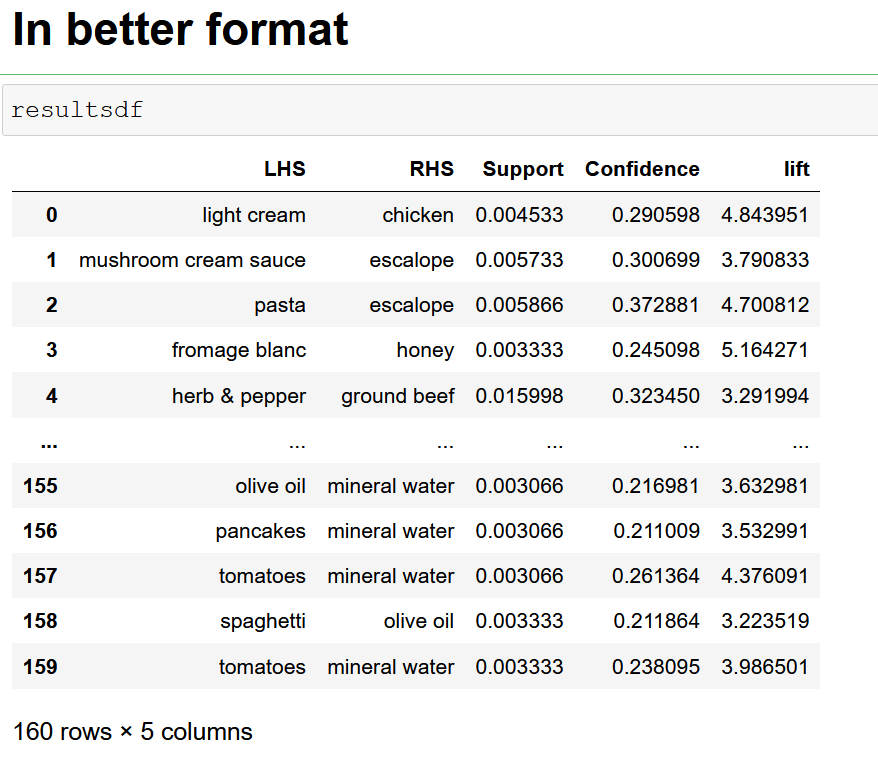 In better format
resultsdf
LHS RHS Support Confidence lift
0 light cream chicken 0.004533 0.290598 4.843951
1 mushroom cream sauce escalope 0.005733 0.300699 3.790833
2 pasta escalope 0.005866 0.372881 4.700812
3 fromage blanc honey 0.003333 0.245098 5.164271
4 herb & pepper ground beef 0.015998 0.323450 3.291994
... ... ... ... ... ...
155 olive oil mineral water 0.003066 0.216981 3.632981
156 pancakes mineral water 0.003066 0.211009 3.532991
157 tomatoes mineral water 0.003066 0.261364 4.376091
158 spaghetti olive oil 0.003333 0.211864 3.223519
159 tomatoes mineral water 0.003333 0.238095 3.986501
160 rows × 5 columns